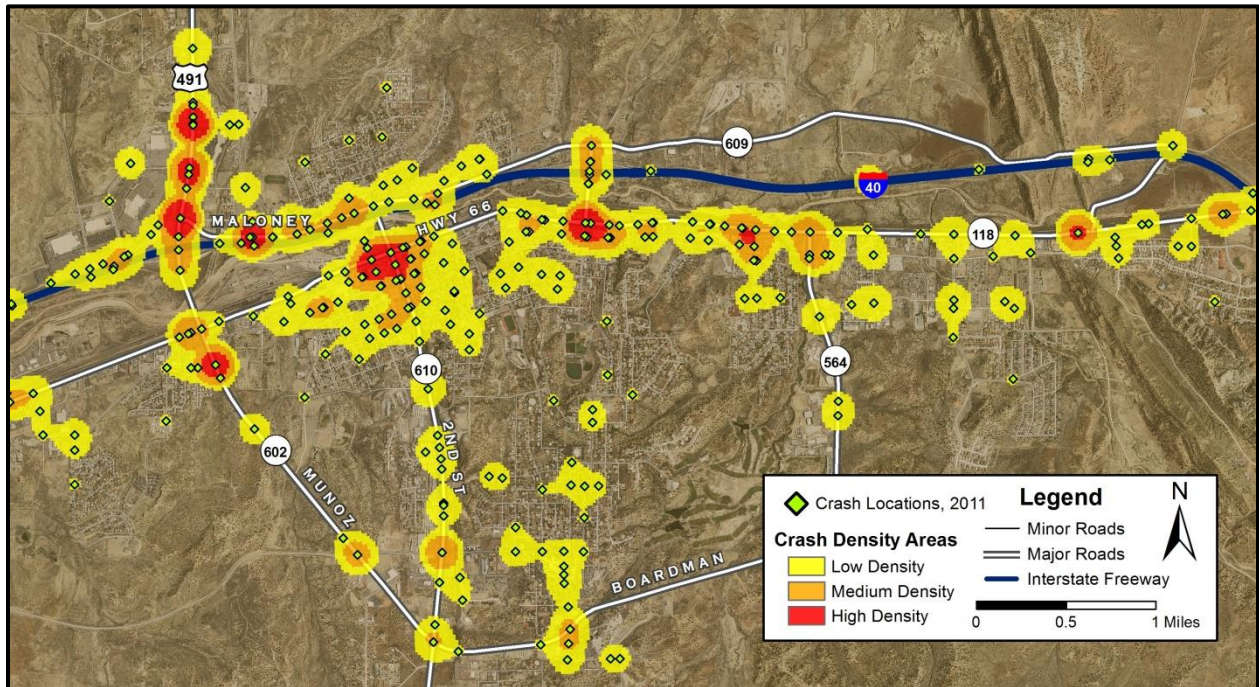 491
609
40
MALONEY
HWY 66
118
610
564
602
MUNOZ
2ND ST
BOARDMAN
Crash Locations, 2011
Legend
N
Minor Roads
Crash Density Areas
Major Roads
Low Density
Interstate Freeway
Medium Density
High Density
0 0.5 1 Miles